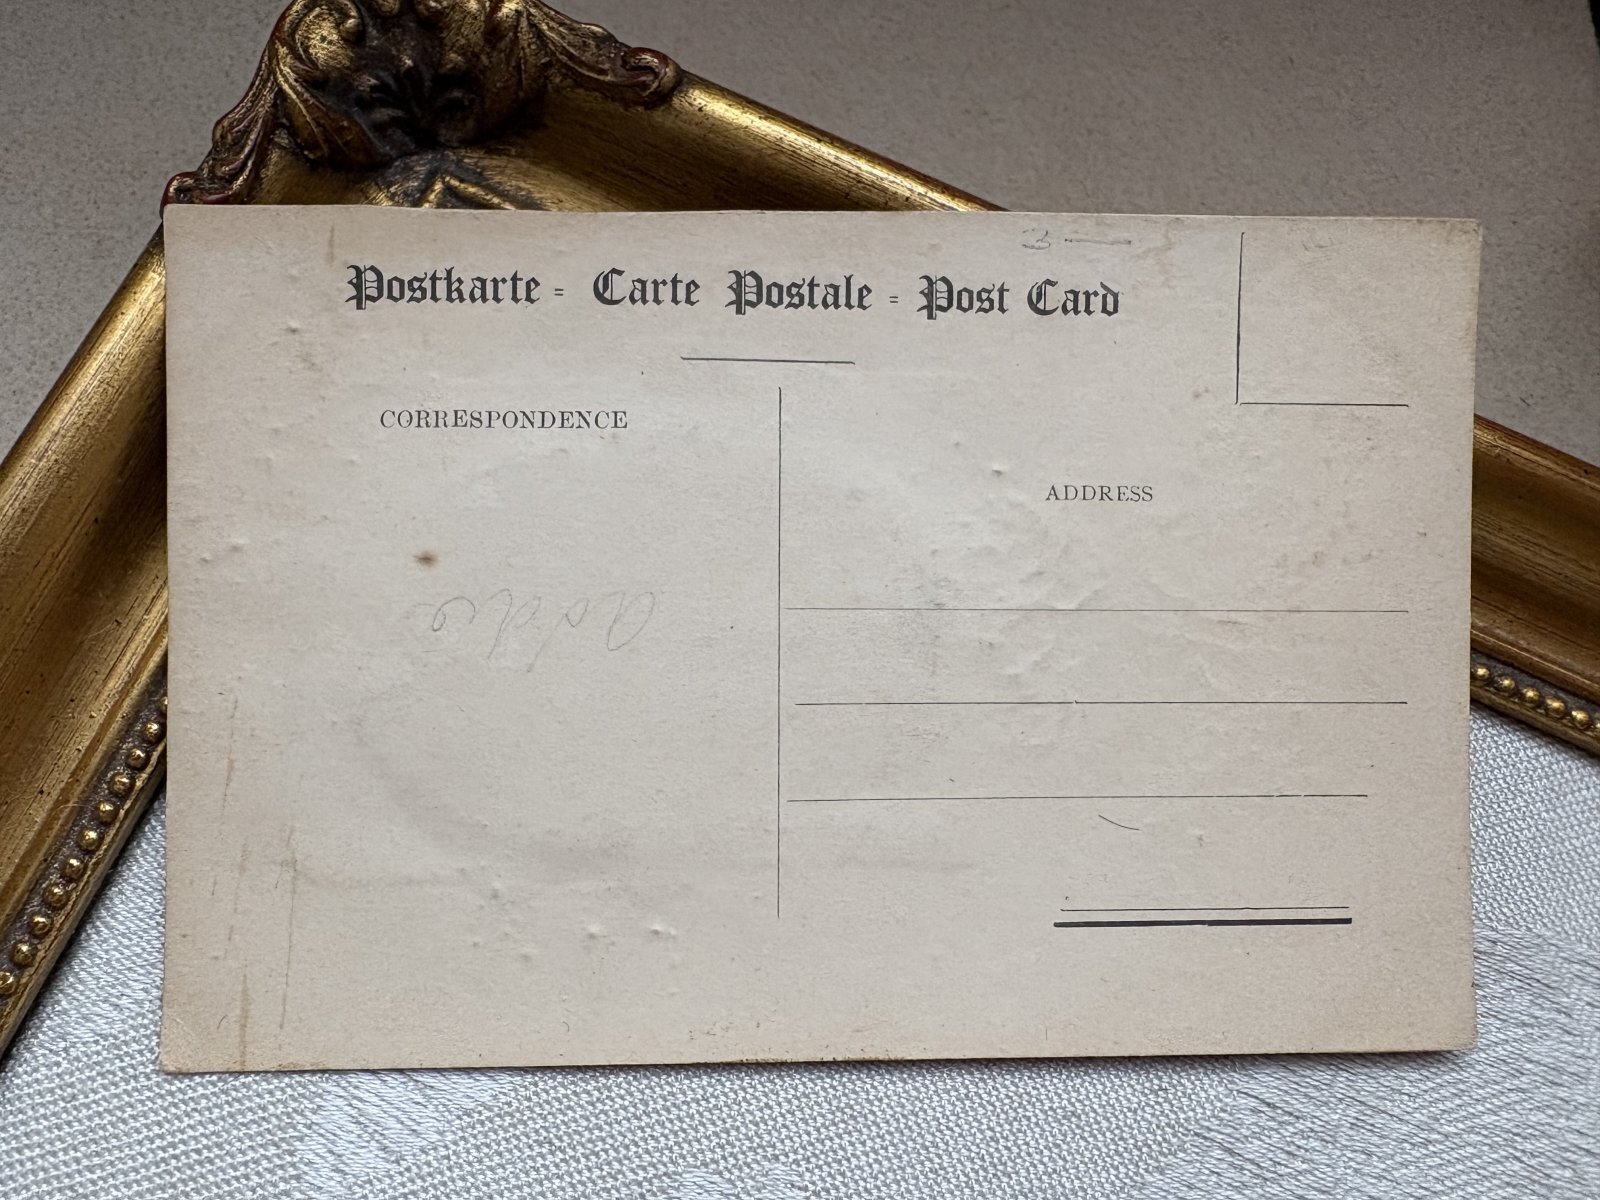 Postkarte = Carte Postale = Post Card
CORRESPONDENCE
ADDRESS